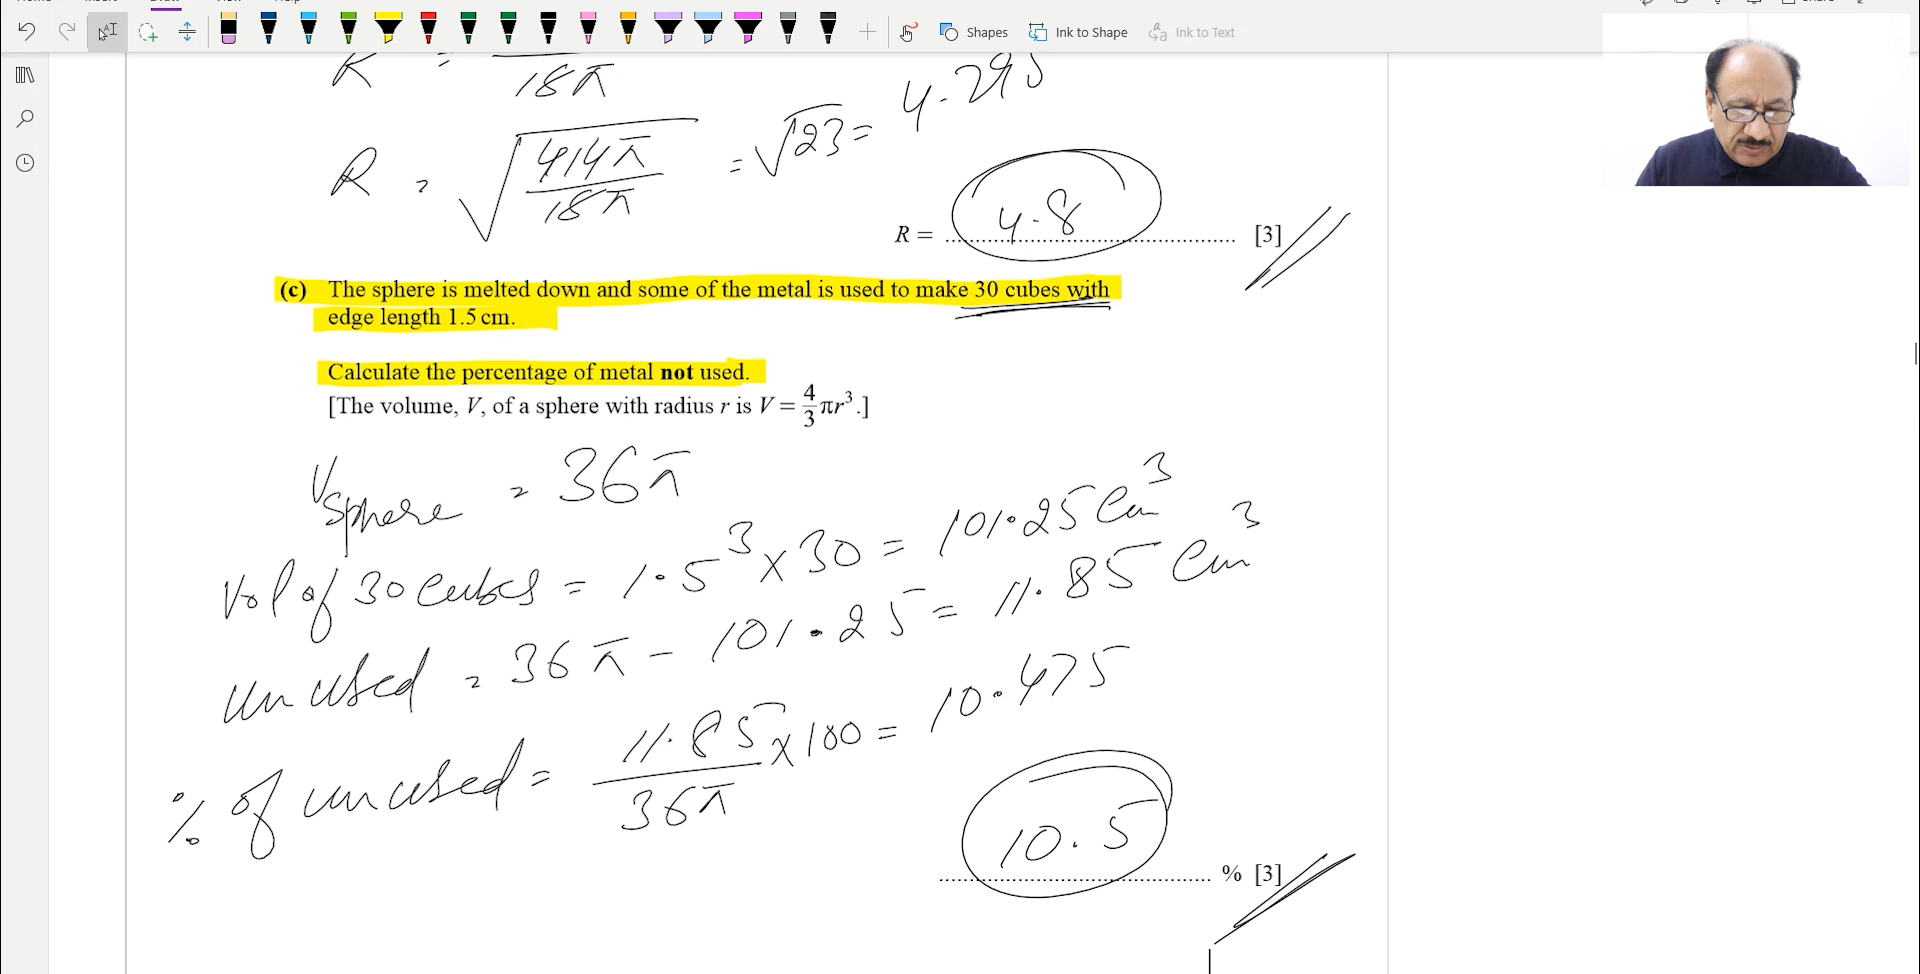 Shapes Ink to Shape Ink to Text
18π
R = √414π/18π = √23 = 4.795
4.8
R = ........ [3]
(c) The sphere is melted down and some of the metal is used to make 30 cubes with
edge length 1.5 cm.
Calculate the percentage of metal not used.
[The volume, V, of a sphere with radius r is V = 4/3 πr³.]
Vsphere = 36π
Vol of 30 cubes = 1.5³ × 30 = 101.25 cm³
unused = 36π - 101.25 = 11.85 cm³
% of unused = 11.85/36π × 100 = 10.475
10.5
........ % [3]